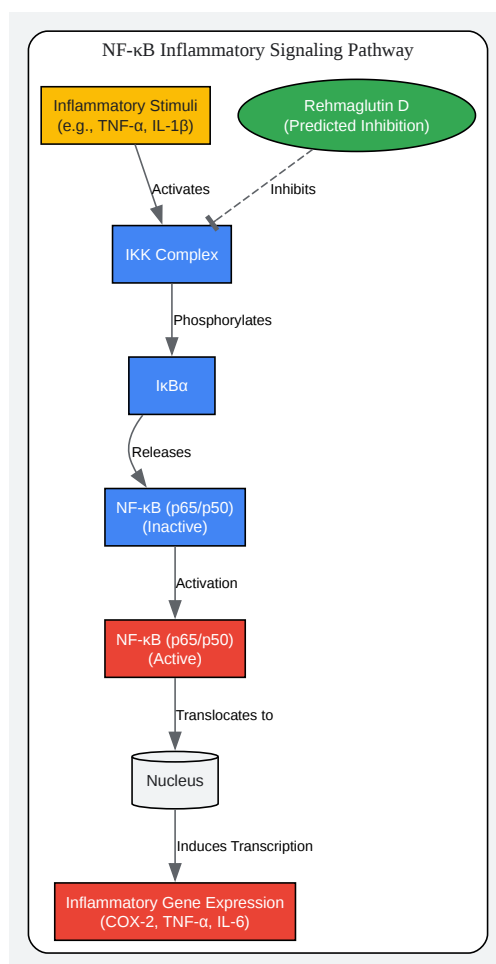 NF-κB Inflammatory Signaling Pathway
Inflammatory Stimuli
(e.g., TNF-α, IL-1β)
Rehmaglutin D
(Predicted Inhibition)
Activates
Inhibits
IKK Complex
Phosphorylates
IκBα
Releases
NF-κB (p65/p50)
(Inactive)
Activation
NF-κB (p65/p50)
(Active)
Translocates to
Nucleus
Induces Transcription
Inflammatory Gene Expression
(COX-2, TNF-α, IL-6)